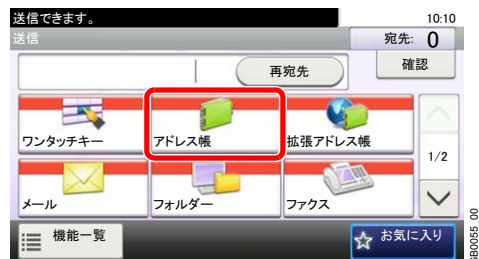 送信できます。 10:10
送信 宛先: 0
再宛先 確認
ワンタッチキー アドレス帳 拡張アドレス帳
1/2
メール フォルダー ファクス
機能一覧 お気に入り